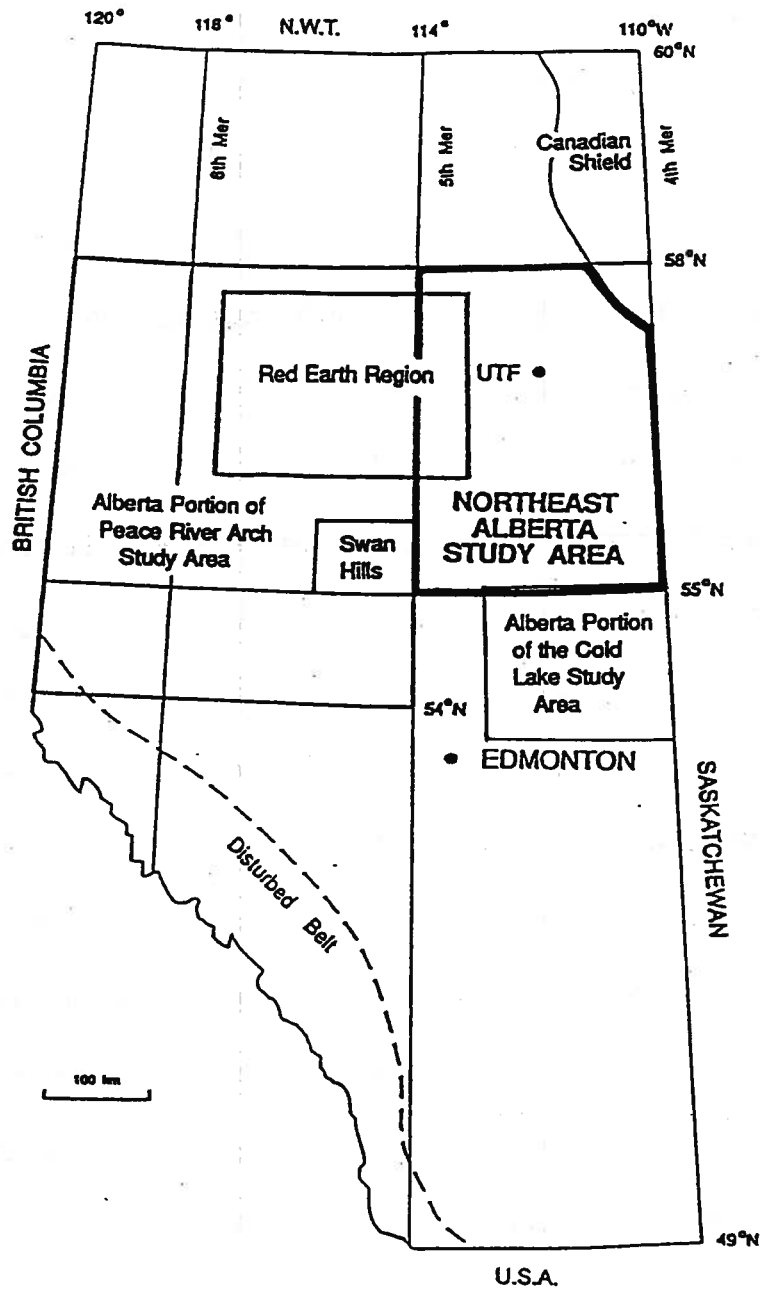 120°
118°
N.W.T.
114°
110°W
60°N
6th Mer
5th Mer
4th Mer
Canadian
Shield
58°N
BRITISH COLUMBIA
Red Earth Region
UTF
Alberta Portion of
Peace River Arch
Study Area
Swan
Hills
NORTHEAST
ALBERTA
STUDY AREA
55°N
Alberta Portion
of the Cold
Lake Study
Area
54°N
EDMONTON
SASKATCHEWAN
Disturbed Belt
100 km
49°N
U.S.A.